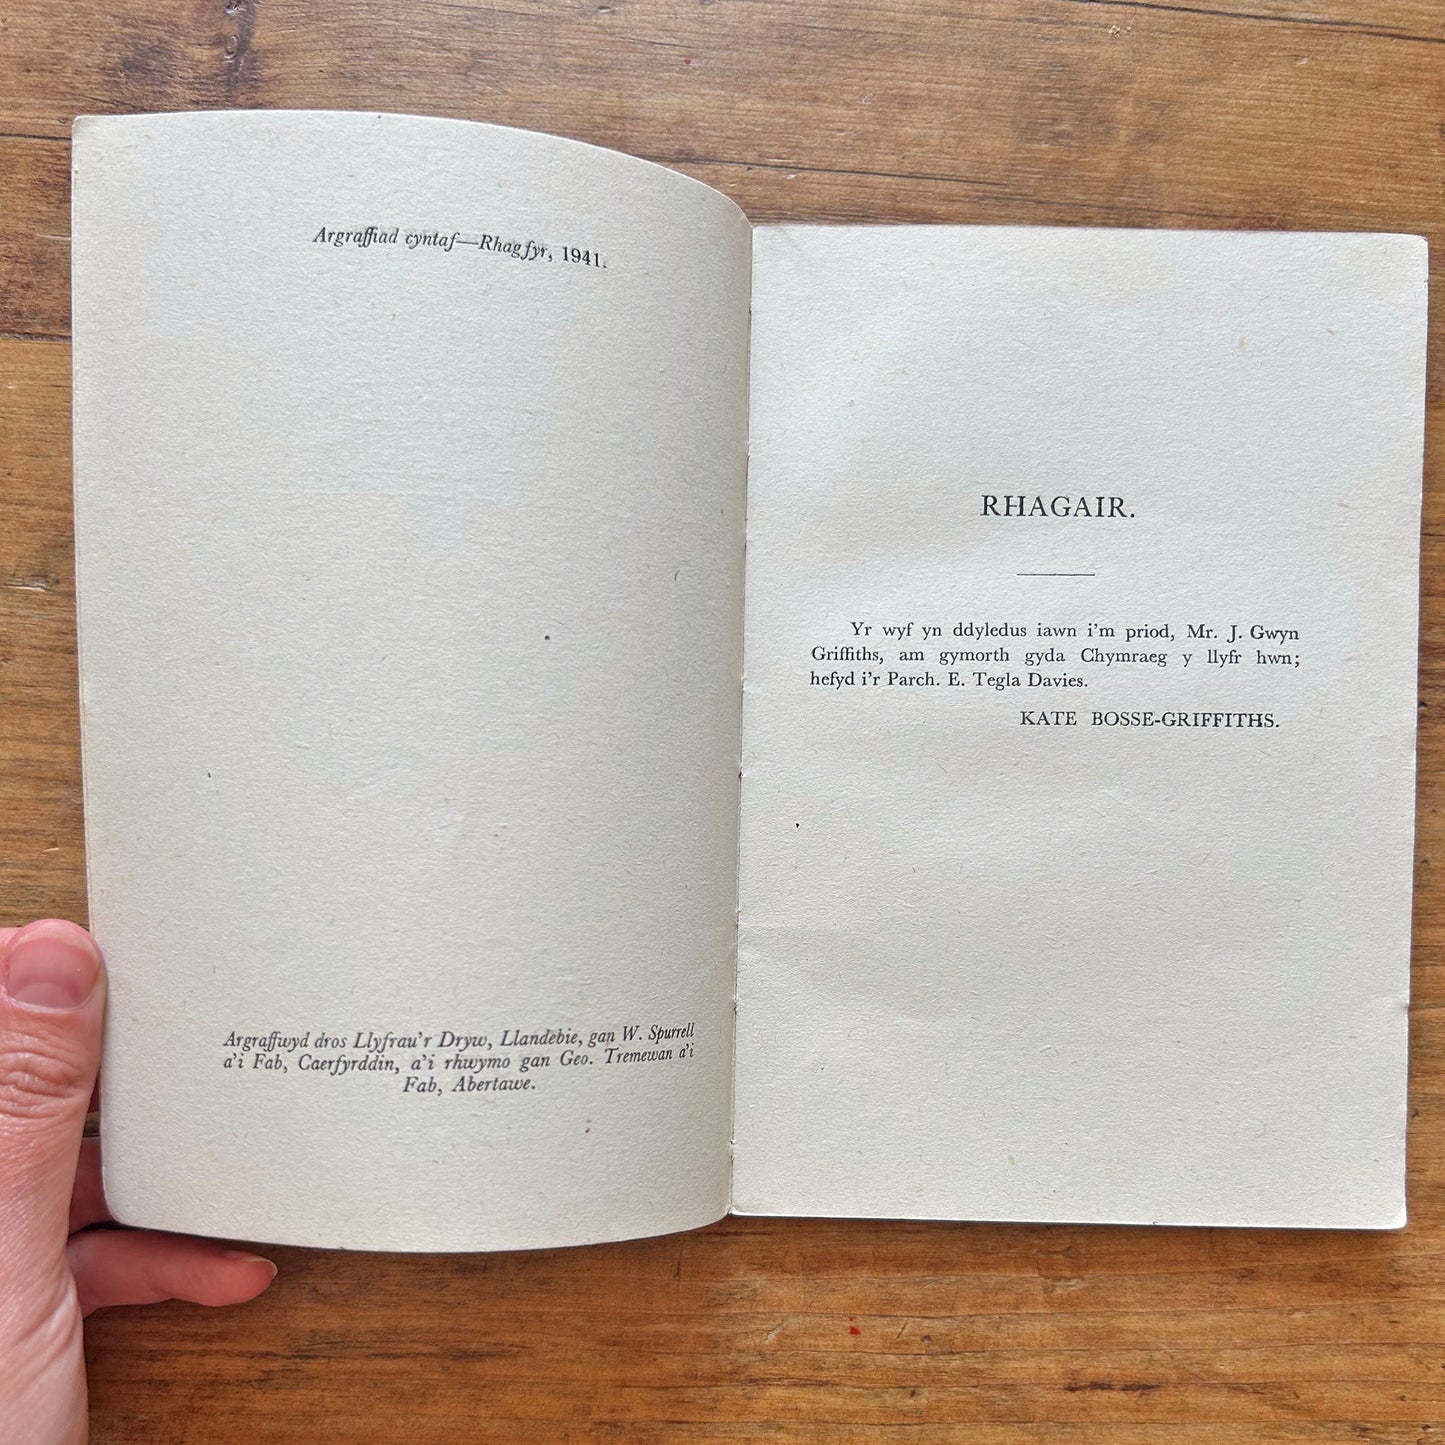 Argraffiad cyntaf—Rhagfyr, 1941.
Argraffwyd dros Llyfrau'r Dryw, Llandebie, gan W. Spurrell
a'i Fab, Caerfyrddin, a'i rhwymo gan Geo. Tremewan a'i
Fab, Abertawe.
RHAGAIR.
Yr wyf yn ddyledus iawn i'm priod, Mr. J. Gwyn
Griffiths, am gymorth gyda Chymraeg y llyfr hwn;
hefyd i'r Parch. E. Tegla Davies.
KATE BOSSE-GRIFFITHS.